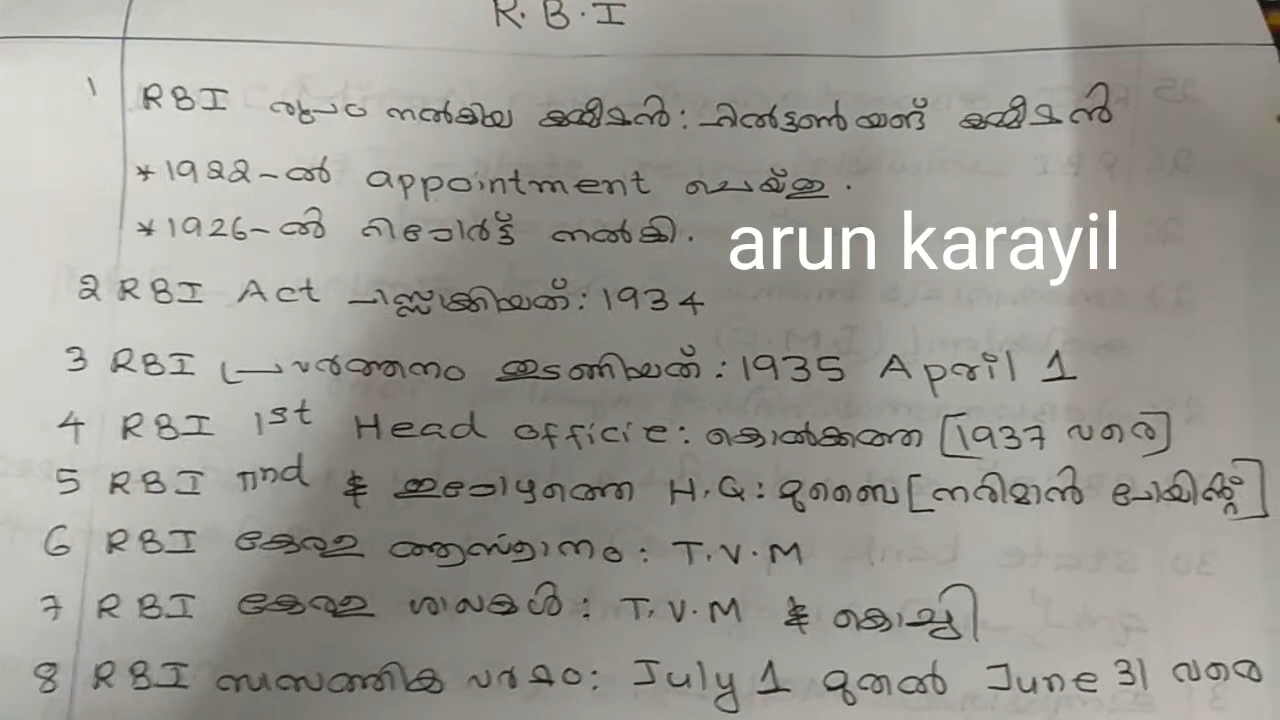 R.B.I
1 RBI രൂപം നൽകിയ കമ്മീഷൻ: ഹിൽട്ടൺ യങ്ങ് കമ്മീഷൻ
* 1922-ൽ appointment ചെയ്തു.
* 1926-ൽ റിപ്പോർട്ട് നൽകി.
arun karayil
2 RBI Act പാസ്സാക്കിയത്: 1934
3 RBI പ്രവർത്തനം തുടങ്ങിയത്: 1935 April 1
4 RBI 1st Head officie: കൊൽക്കത്ത [1937 വരെ]
5 RBI IInd & ഇപ്പോഴത്തെ H.Q: മുബൈ [നരിമാൻ പോയിന്റ്]
6 RBI കേരള ആസ്ഥാനം: T.V.M
7 RBI കേരള ശാഖകൾ: T.V.M & കൊച്ചി
8 RBI സാമ്പത്തിക വർഷം: July 1 മുതൽ June 31 വരെ